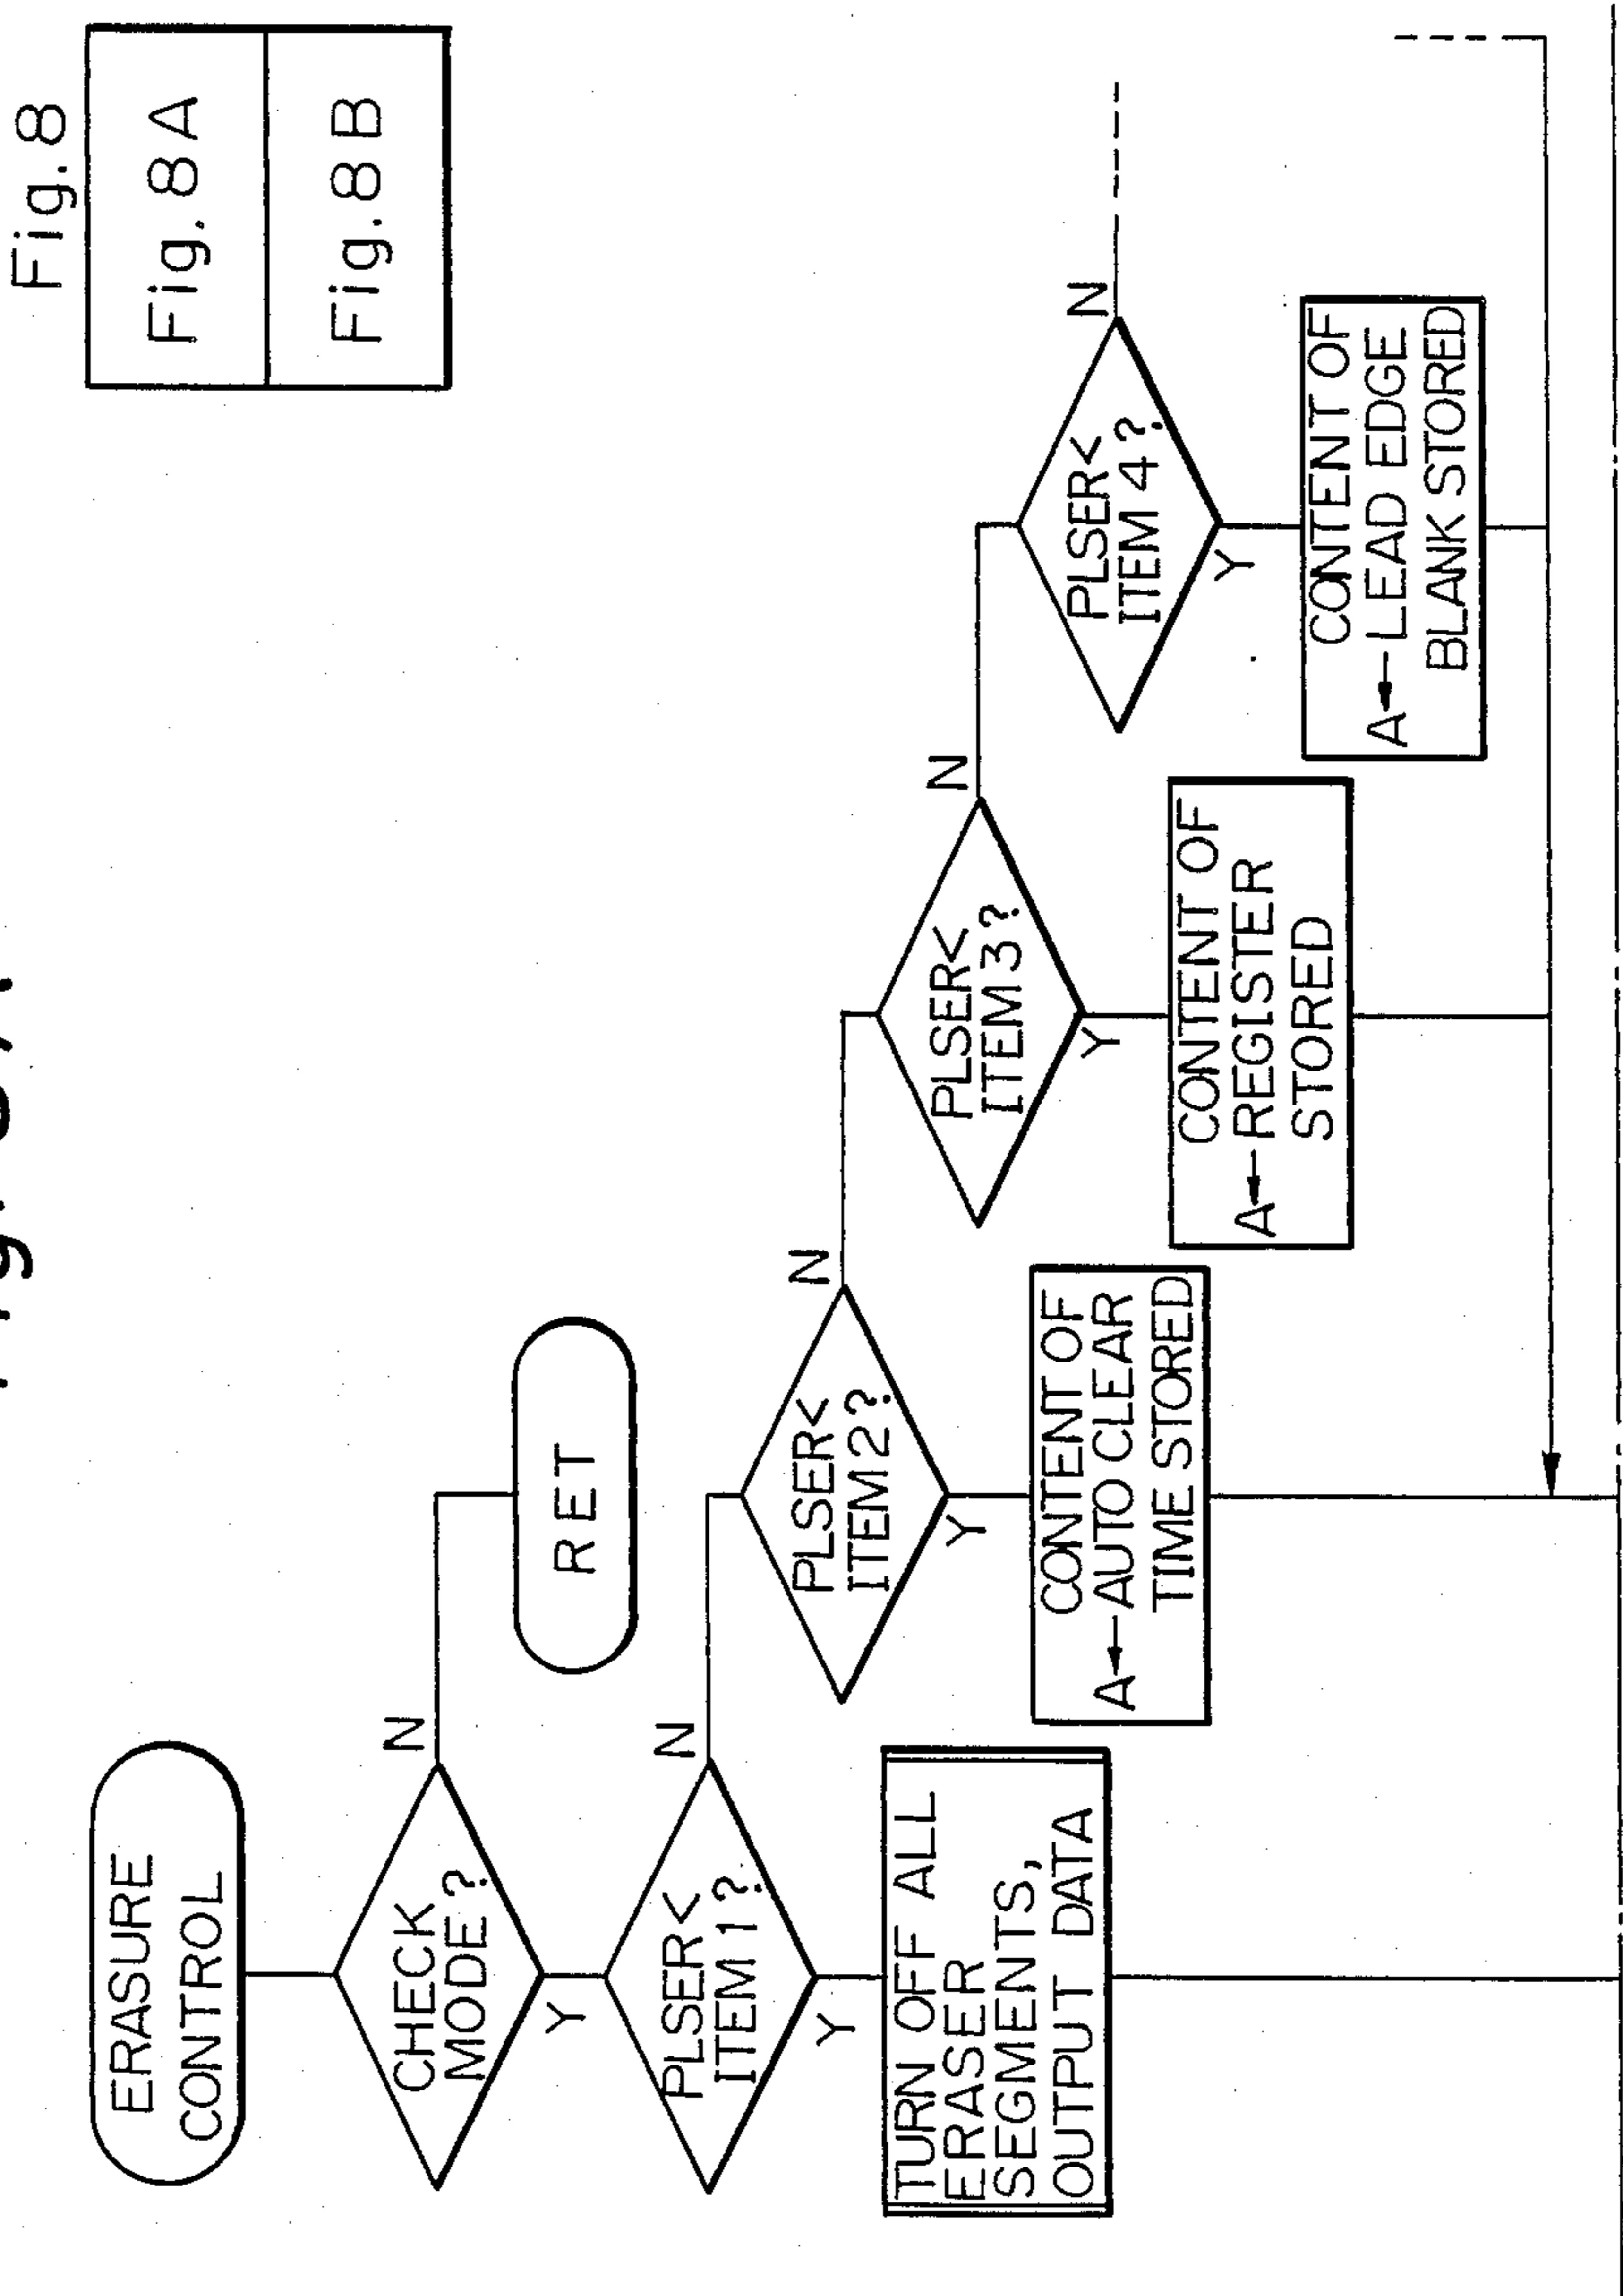 Fig. 8
Fig. 8A
Fig. 8B
ERASURE
CONTROL
CHECK
MODE ?
N
Y
RET
PLSER<
ITEM 1 ?
N
Y
TURN OFF ALL
ERASER
SEGMENTS,
OUTPUT DATA
PLSER<
ITEM 2 ?
N
Y
CONTENT OF
A←AUTO CLEAR
TIME STORED
PLSER<
ITEM 3 ?
N
Y
CONTENT OF
A←REGISTER
STORED
PLSER<
ITEM 4 ?
N
Y
CONTENT OF
A←LEAD EDGE
BLANK STORED